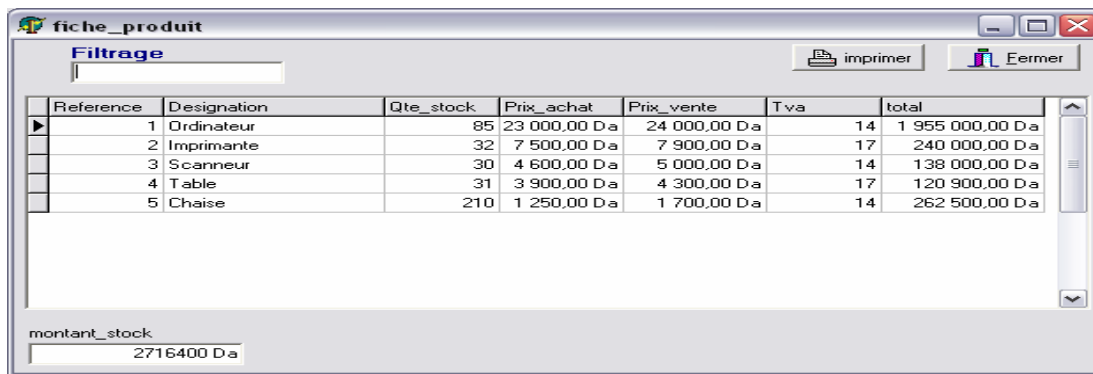 fiche_produit
Filtrage
imprimer Fermer
Reference Designation Qte_stock Prix_achat Prix_vente Tva total
1 Ordinateur 85 23 000,00 Da 24 000,00 Da 14 1 955 000,00 Da
2 Imprimante 32 7 500,00 Da 7 900,00 Da 17 240 000,00 Da
3 Scanneur 30 4 600,00 Da 5 000,00 Da 14 138 000,00 Da
4 Table 31 3 900,00 Da 4 300,00 Da 17 120 900,00 Da
5 Chaise 210 1 250,00 Da 1 700,00 Da 14 262 500,00 Da
montant_stock
2716400 Da